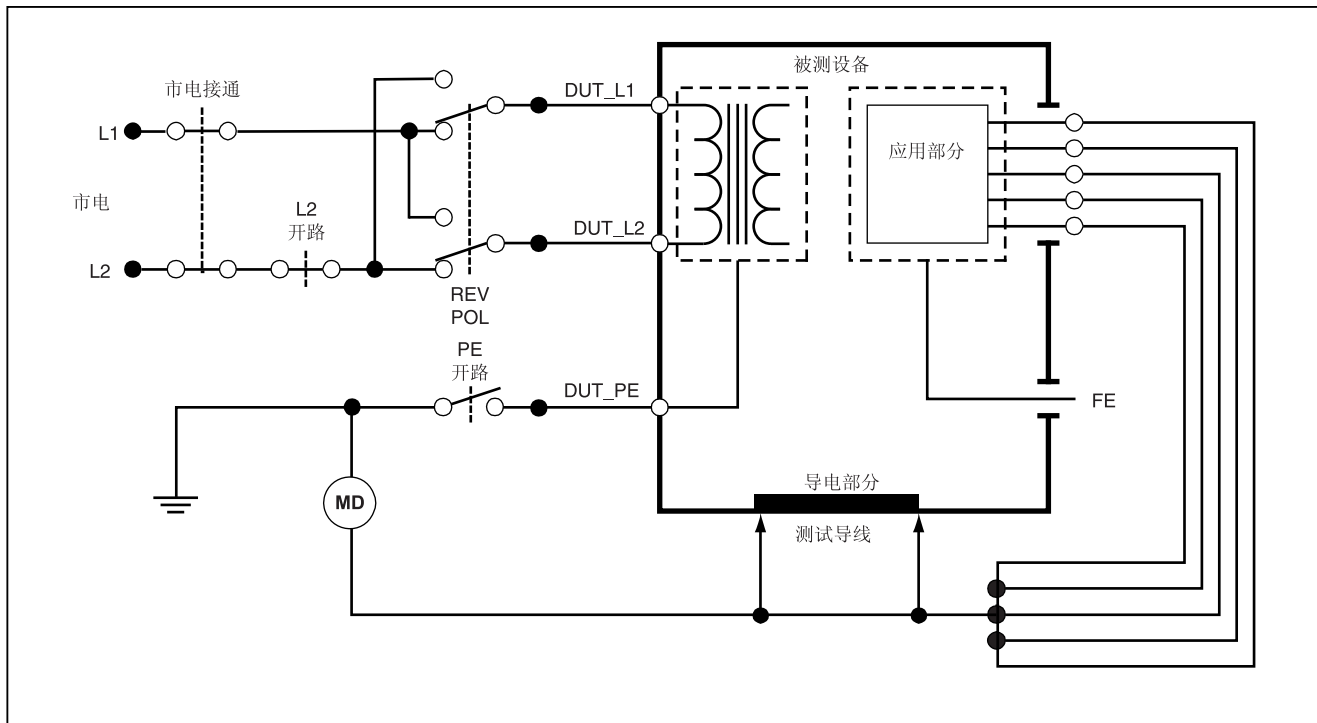 被测设备
市电接通
DUT_L1
L1
应用部分
市电
L2
开路
DUT_L2
L2
REV
POL
PE
开路
DUT_PE
FE
导电部分
MD
测试导线